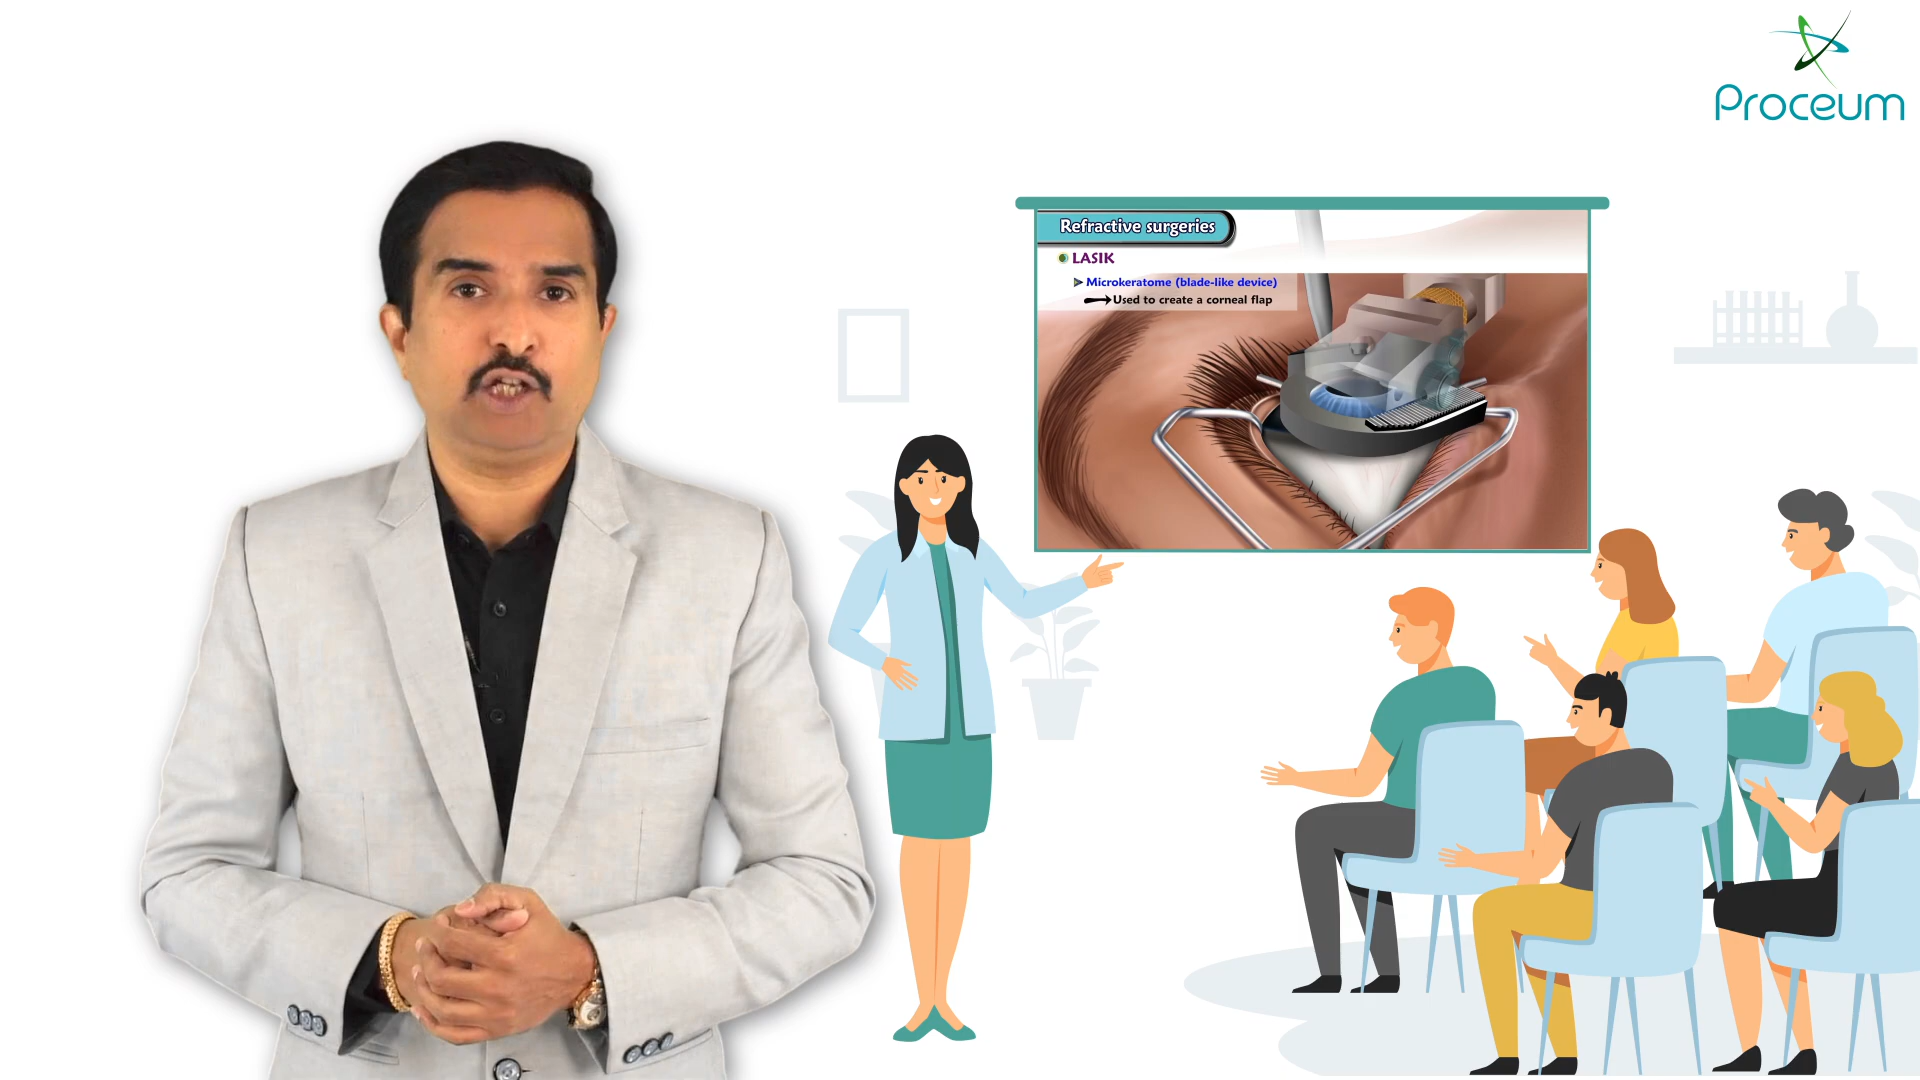 Proceum
Refractive surgeries
LASIK
Microkeratome (blade-like device)
Used to create a corneal flap